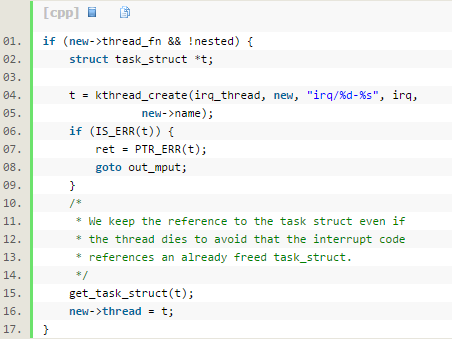 [cpp]
01. if (new->thread_fn && !nested) {
02.     struct task_struct *t;
03.
04.     t = kthread_create(irq_thread, new, "irq/%d-%s", irq,
05.                new->name);
06.     if (IS_ERR(t)) {
07.         ret = PTR_ERR(t);
08.         goto out_mput;
09.     }
10.     /*
11.      * We keep the reference to the task struct even if
12.      * the thread dies to avoid that the interrupt code
13.      * references an already freed task_struct.
14.      */
15.     get_task_struct(t);
16.     new->thread = t;
17. }